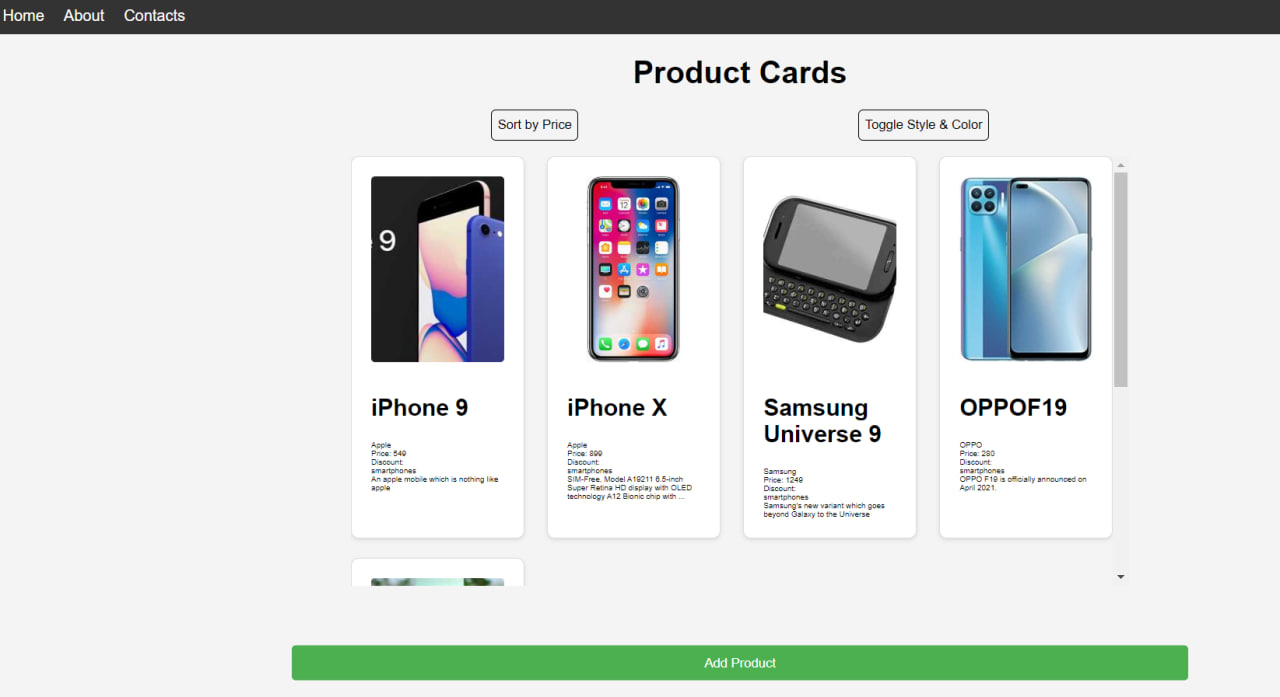 Home About Contacts
Product Cards
Sort by Price
Toggle Style & Color
9
iPhone 9
Apple
Price: 549
Discount:
smartphones
An apple mobile which is nothing like
apple
12
iPhone X
Apple
Price: 899
Discount:
smartphones
SIM-Free, Model A19211 6.5-inch
Super Retina HD display with OLED
technology A12 Bionic chip with ...
Samsung
Universe 9
Samsung
Price: 1249
Discount:
smartphones
Samsung's new variant which goes
beyond Galaxy to the Universe
OPPOF19
OPPO
Price: 280
Discount:
smartphones
OPPO F19 is officially announced on
April 2021.
Add Product